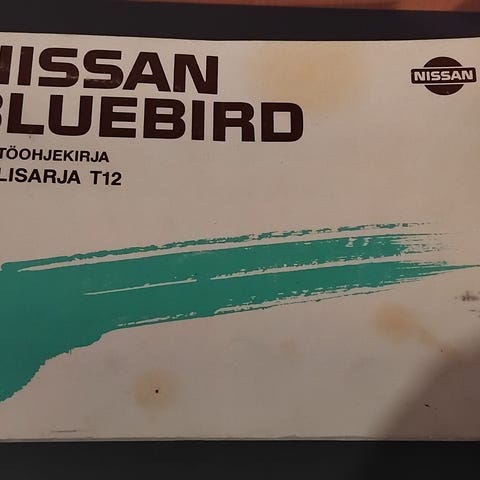 NISSAN
BLUEBIRD
TÖOHJEKIRJA
LISARJA T12
NISSAN